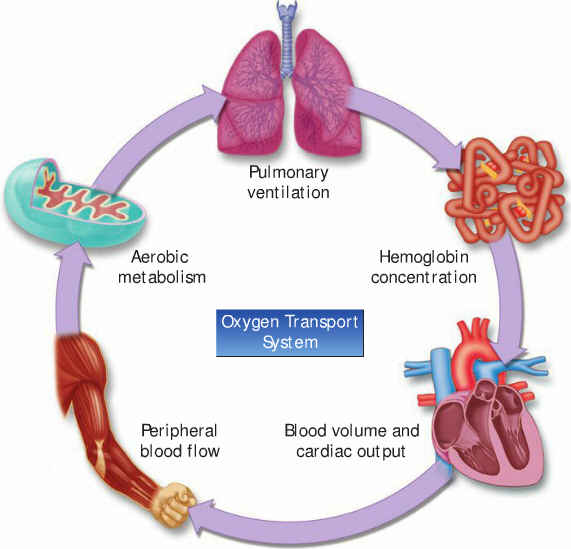 Pulmonary
ventilation
Hemoglobin
concentration
Blood volume and
cardiac output
Peripheral
blood flow
Aerobic
metabolism
Oxygen Transport
System